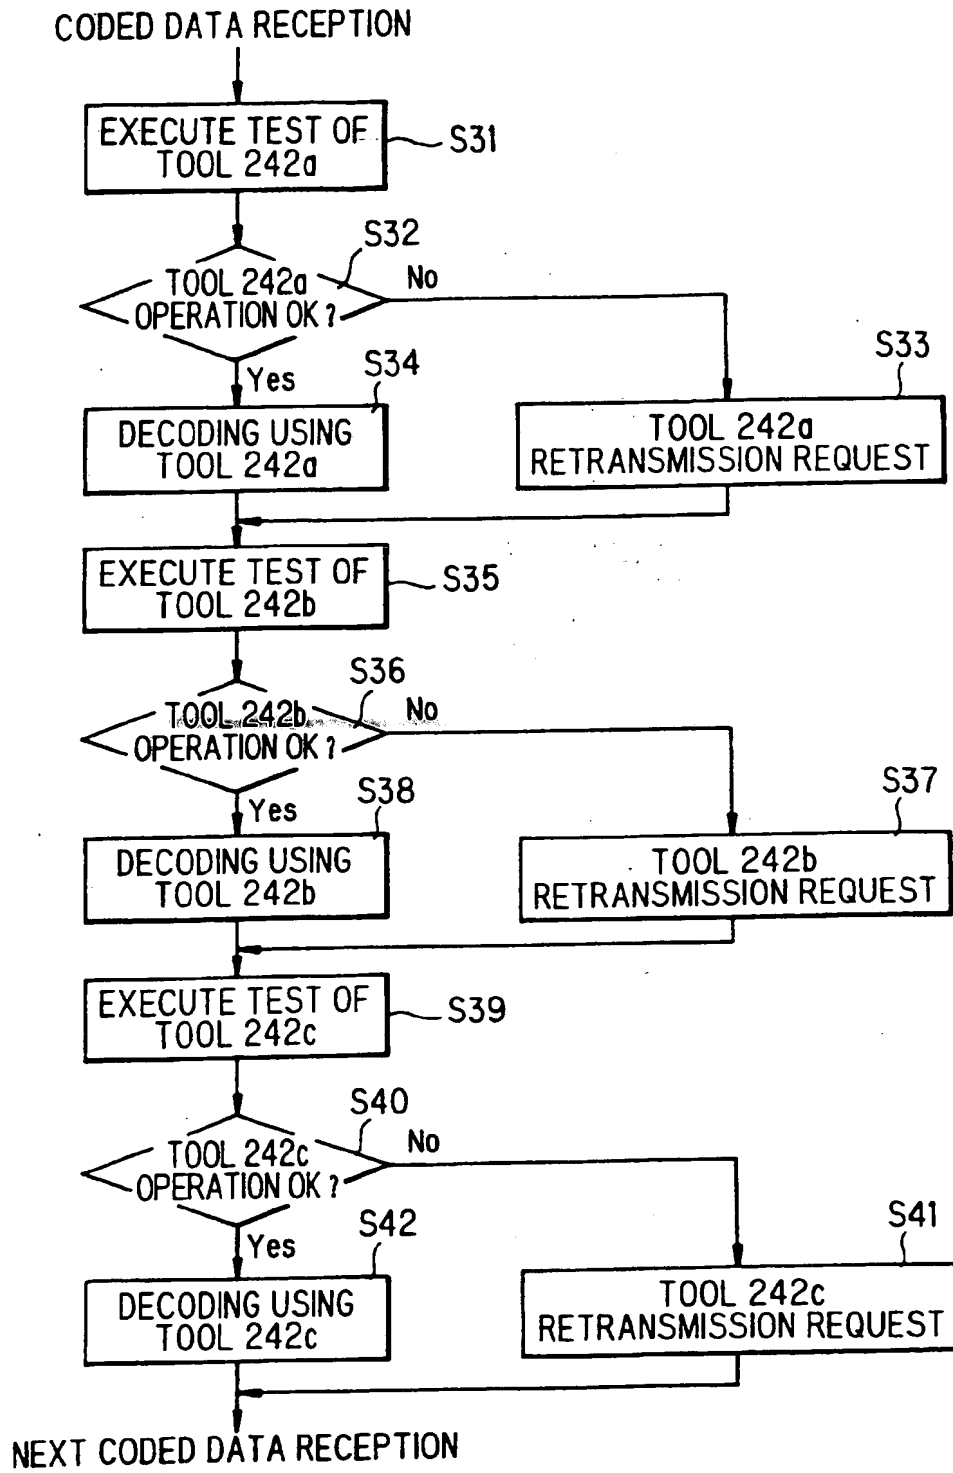 CODED DATA RECEPTION
EXECUTE TEST OF
TOOL 242a
S31
S32
TOOL 242a
OPERATION OK ?
No
Yes
S34
S33
DECODING USING
TOOL 242a
TOOL 242a
RETRANSMISSION REQUEST
EXECUTE TEST OF
TOOL 242b
S35
S36
TOOL 242b
OPERATION OK ?
No
Yes
S38
S37
DECODING USING
TOOL 242b
TOOL 242b
RETRANSMISSION REQUEST
EXECUTE TEST OF
TOOL 242c
S39
S40
TOOL 242c
OPERATION OK ?
No
Yes
S42
S41
DECODING USING
TOOL 242c
TOOL 242c
RETRANSMISSION REQUEST
NEXT CODED DATA RECEPTION